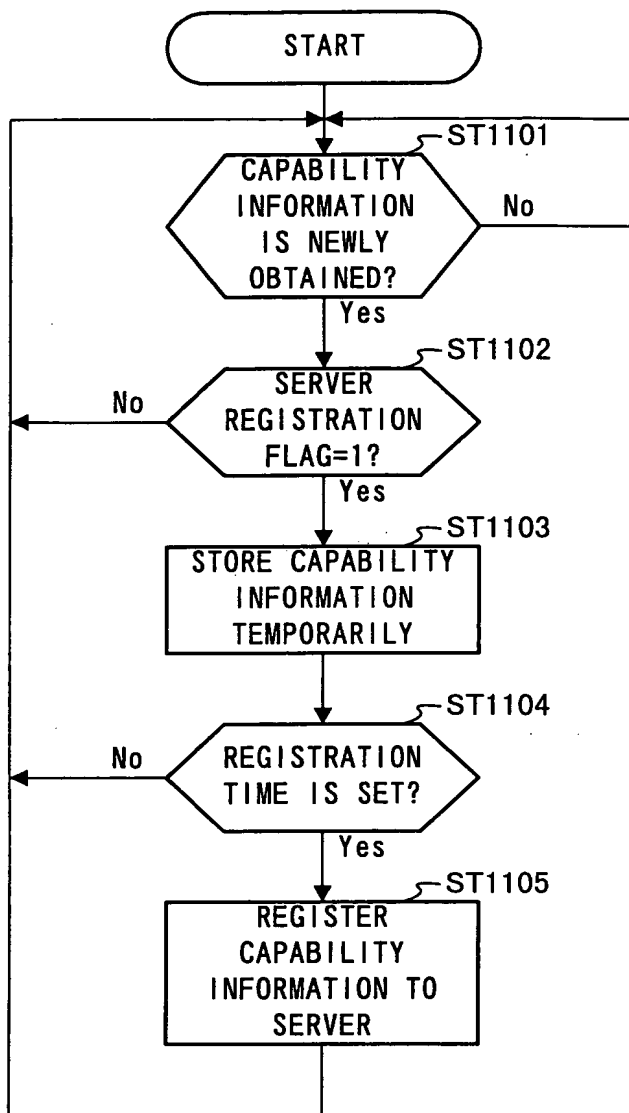 START
ST1101
CAPABILITY
INFORMATION
IS NEWLY
OBTAINED?
No
Yes
ST1102
SERVER
REGISTRATION
FLAG=1?
No
Yes
ST1103
STORE CAPABILITY
INFORMATION
TEMPORARILY
ST1104
REGISTRATION
TIME IS SET?
No
Yes
ST1105
REGISTER
CAPABILITY
INFORMATION TO
SERVER